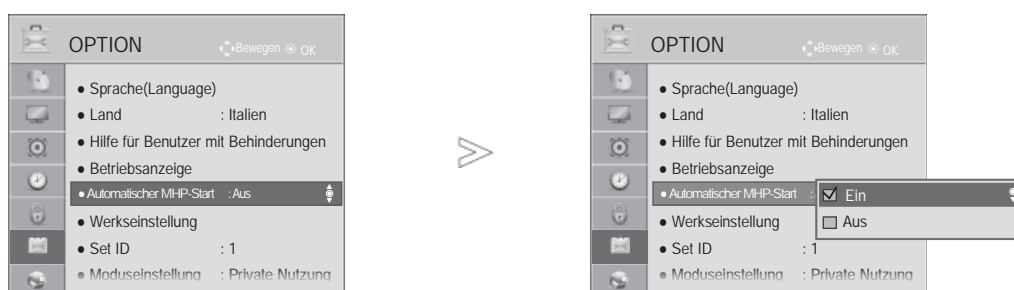 OPTION
Bewegen OK
● Sprache(Language)
● Land : Italien
● Hilfe für Benutzer mit Behinderungen
● Betriebsanzeige
● Automatischer MHP-Start : Aus
● Werkseinstellung
● Set ID : 1
● Moduseinstellung : Private Nutzung
OPTION
Bewegen OK
● Sprache(Language)
● Land : Italien
● Hilfe für Benutzer mit Behinderungen
● Betriebsanzeige
● Automatischer MHP-Start :
Ein
Aus
● Werkseinstellung
● Set ID : 1
● Moduseinstellung : Private Nutzung